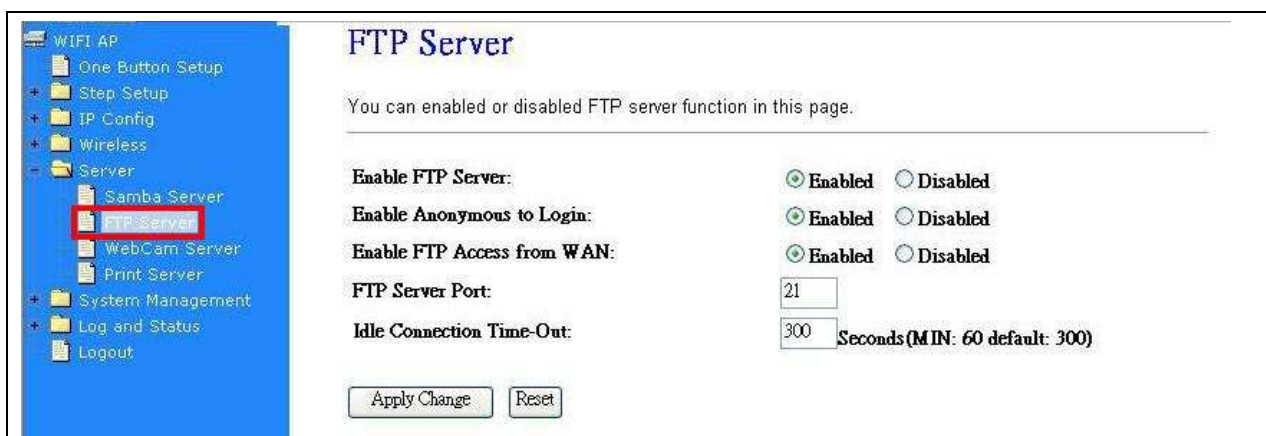 WIFI AP
One Button Setup
Step Setup
IP Config
Wireless
Server
Samba Server
FTP Server
WebCam Server
Print Server
System Management
Log and Status
Logout
FTP Server
You can enabled or disabled FTP server function in this page.
Enable FTP Server: Enabled Disabled
Enable Anonymous to Login: Enabled Disabled
Enable FTP Access from WAN: Enabled Disabled
FTP Server Port: 21
Idle Connection Time-Out: 300 Seconds(MIN: 60 default: 300)
Apply Change Reset